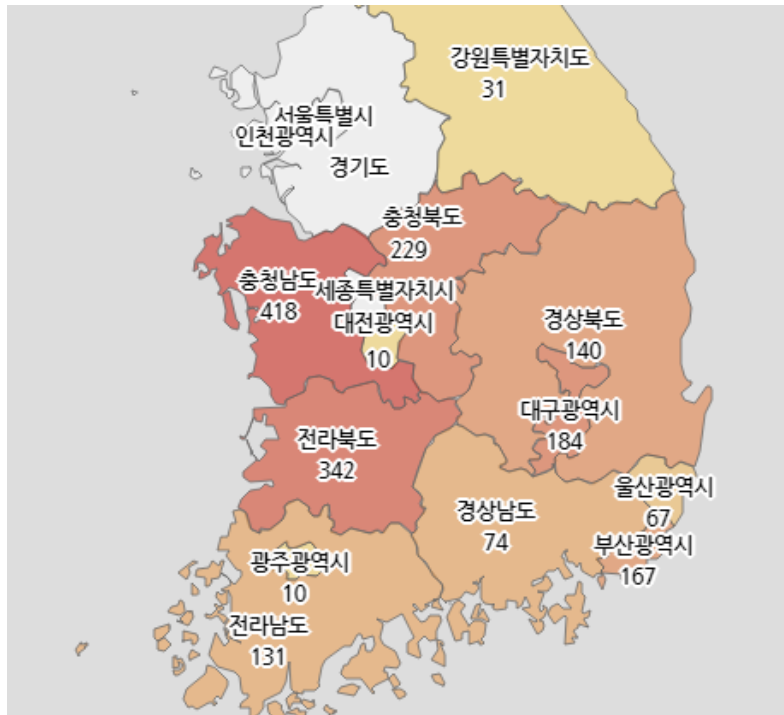 강원특별자치도
31
서울특별시
인천광역시
경기도
충청북도
229
충청남도
418
세종특별자치시
대전광역시
10
경상북도
140
대구광역시
184
전라북도
342
울산광역시
67
경상남도
74
부산광역시
167
광주광역시
10
전라남도
131